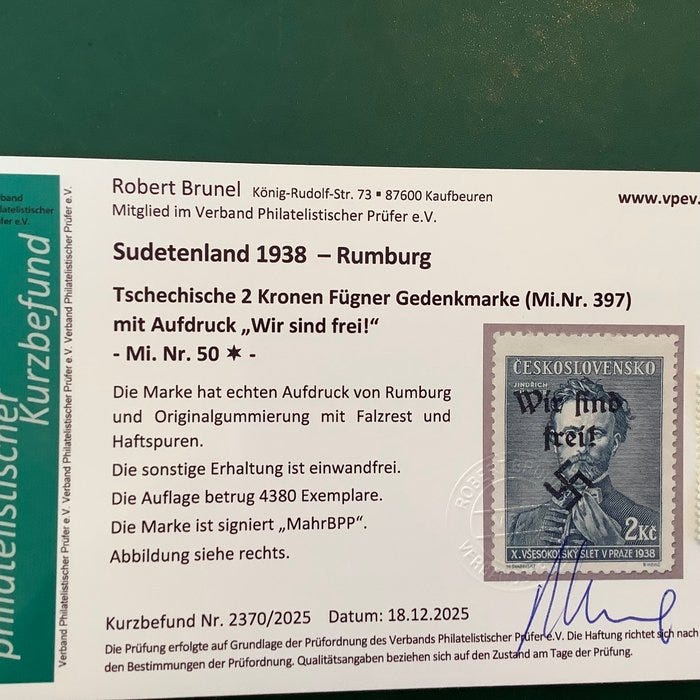 Robert Brunel König-Rudolf-Str. 73 ▪ 87600 Kaufbeuren
www.vpev.
Mitglied im Verband Philatelistischer Prüfer e.V.
Sudetenland 1938 – Rumburg
Tschechische 2 Kronen Fügner Gedenkmarke (Mi.Nr. 397)
mit Aufdruck „Wir sind frei!“
- Mi. Nr. 50 ✶ -
Die Marke hat echten Aufdruck von Rumburg
und Originalgummierung mit Falzrest und
Haftspuren.
Die sonstige Erhaltung ist einwandfrei.
Die Auflage betrug 4380 Exemplare.
Die Marke ist signiert „MahrBPP“.
Abbildung siehe rechts.
Kurzbefund Nr. 2370/2025 Datum: 18.12.2025
Die Prüfung erfolgte auf Grundlage der Prüfordnung des Verbands Philatelistischer Prüfer e.V. Die Haftung richtet sich nach
den Bestimmungen der Prüfordnung. Qualitätsangaben beziehen sich auf den Zustand am Tage der Prüfung.
ČESKOSLOVENSKO
JINDŘICH
Wir sind
frei!
2Kč
X. VŠESOKOLSKÝ SLET V PRAZE 1938
band
latelistischer
fer e.V.
philatelistischer
Kurzbefund
Verband Philatelistischer Prüfer e.V. Verband Philatelistischer Prüfer e.V. Verband Philatelistischer Prüfer e.V.